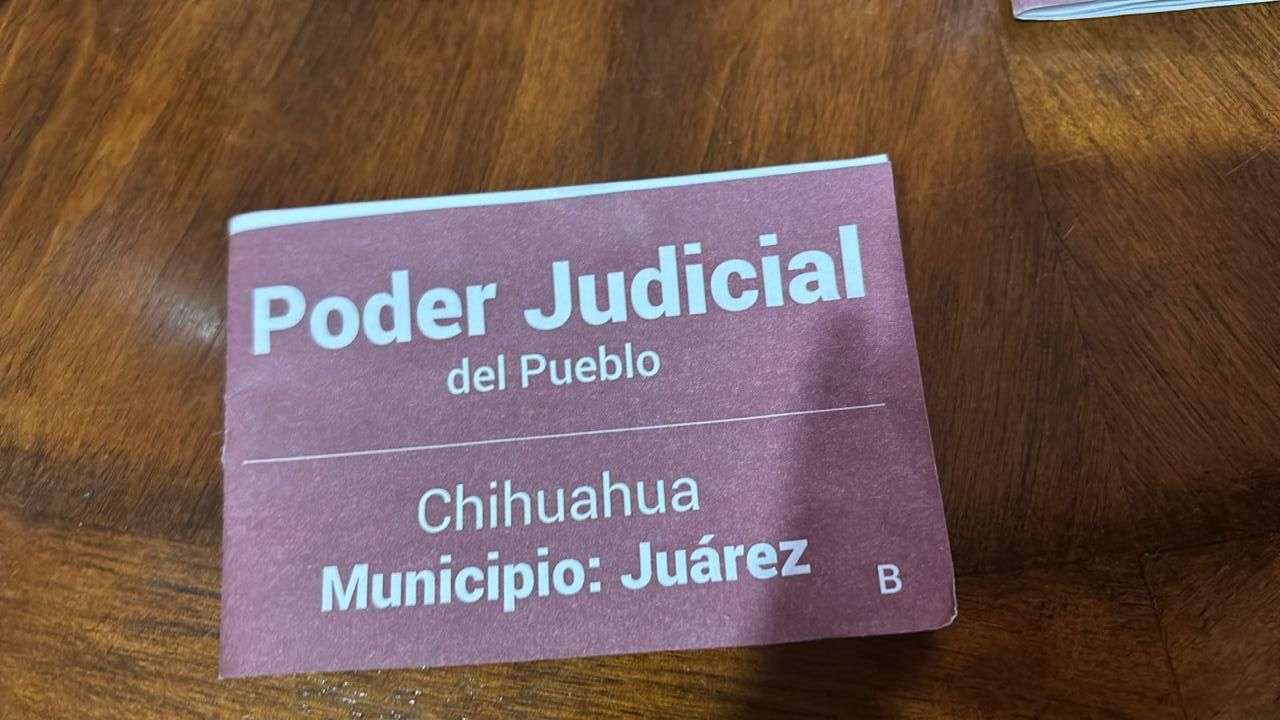 Poder Judicial
del Pueblo
Chihuahua
Municipio: Juárez
B